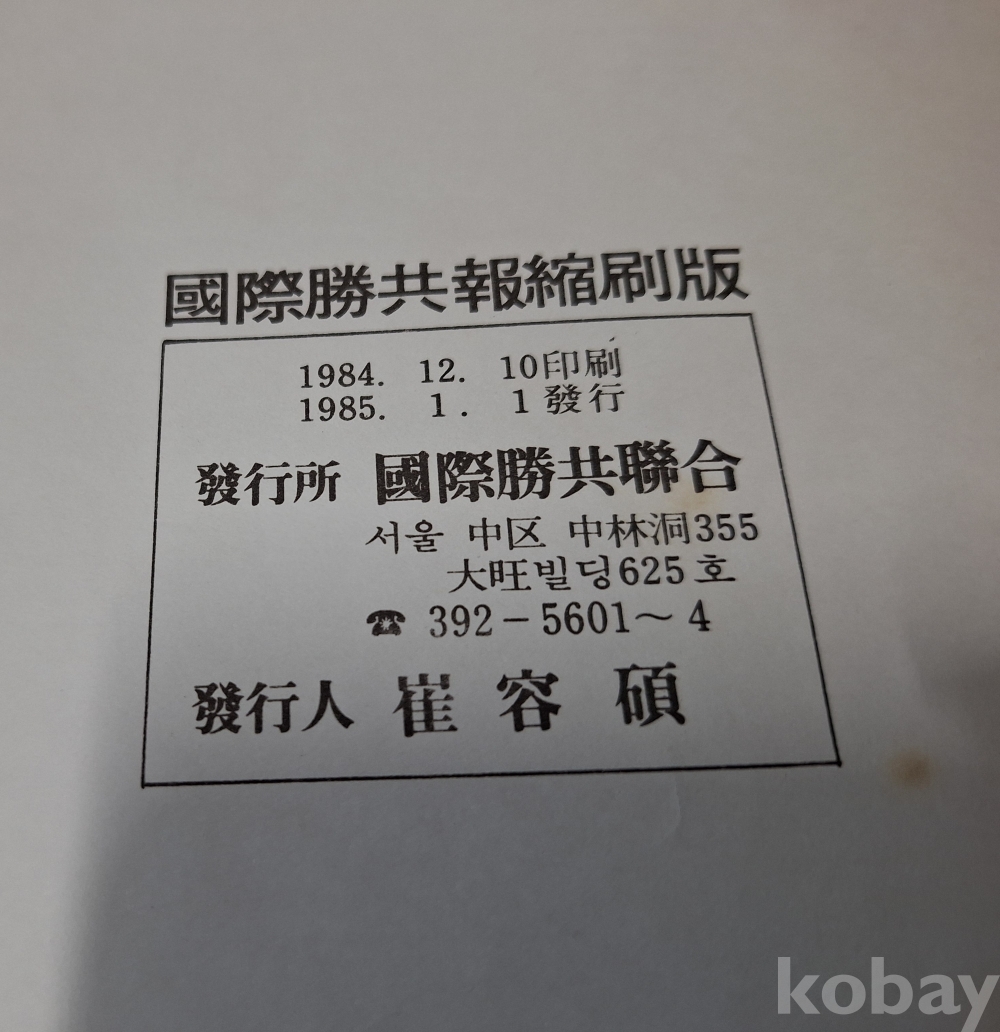 國際勝共報縮刷版
1984. 12. 10印刷
1985. 1. 1發行
發行所 國際勝共聯合
서울 中区 中林洞355
大旺빌딩625호
☎ 392-5601~4
發行人 崔容碩
kobay